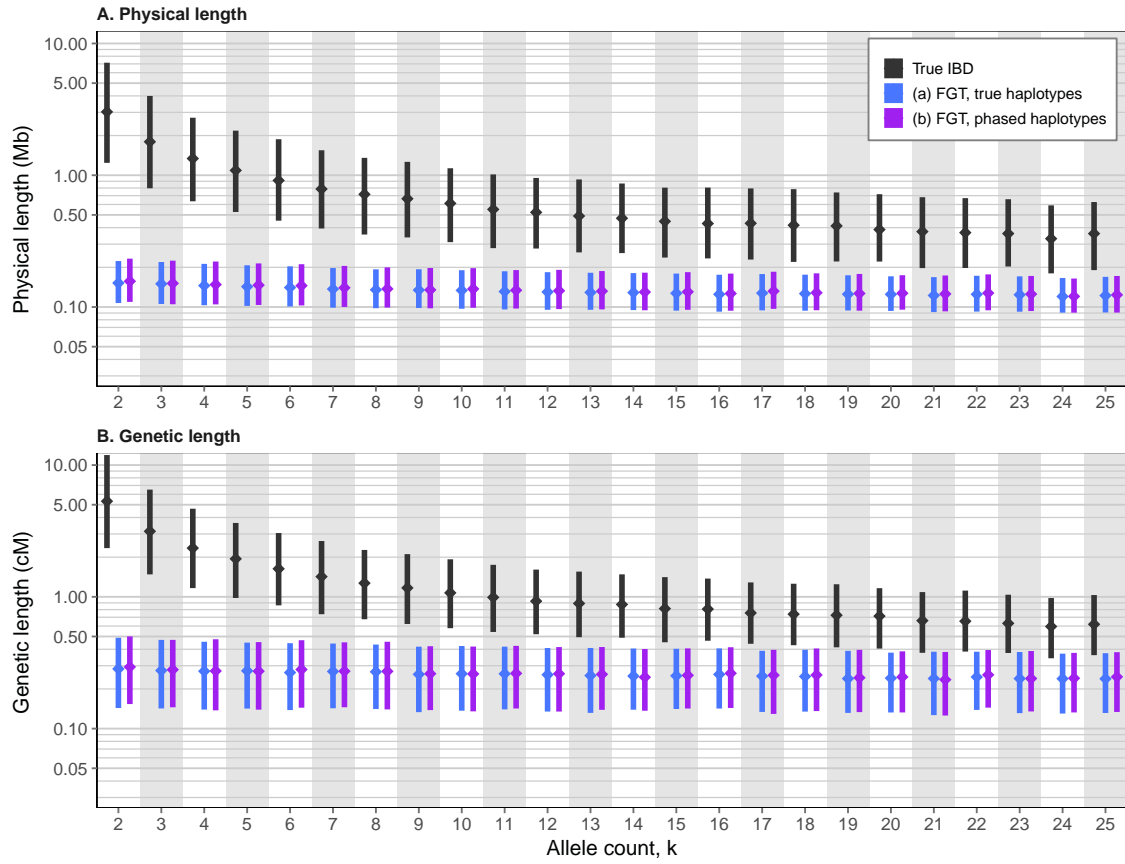 A. Physical length
Physical length (Mb)
10.00
5.00
1.00
0.50
0.10
0.05
True IBD
(a) FGT, true haplotypes
(b) FGT, phased haplotypes
2 3 4 5 6 7 8 9 10 11 12 13 14 15 16 17 18 19 20 21 22 23 24 25
B. Genetic length
Genetic length (cM)
10.00
5.00
1.00
0.50
0.10
0.05
2 3 4 5 6 7 8 9 10 11 12 13 14 15 16 17 18 19 20 21 22 23 24 25
Allele count, k